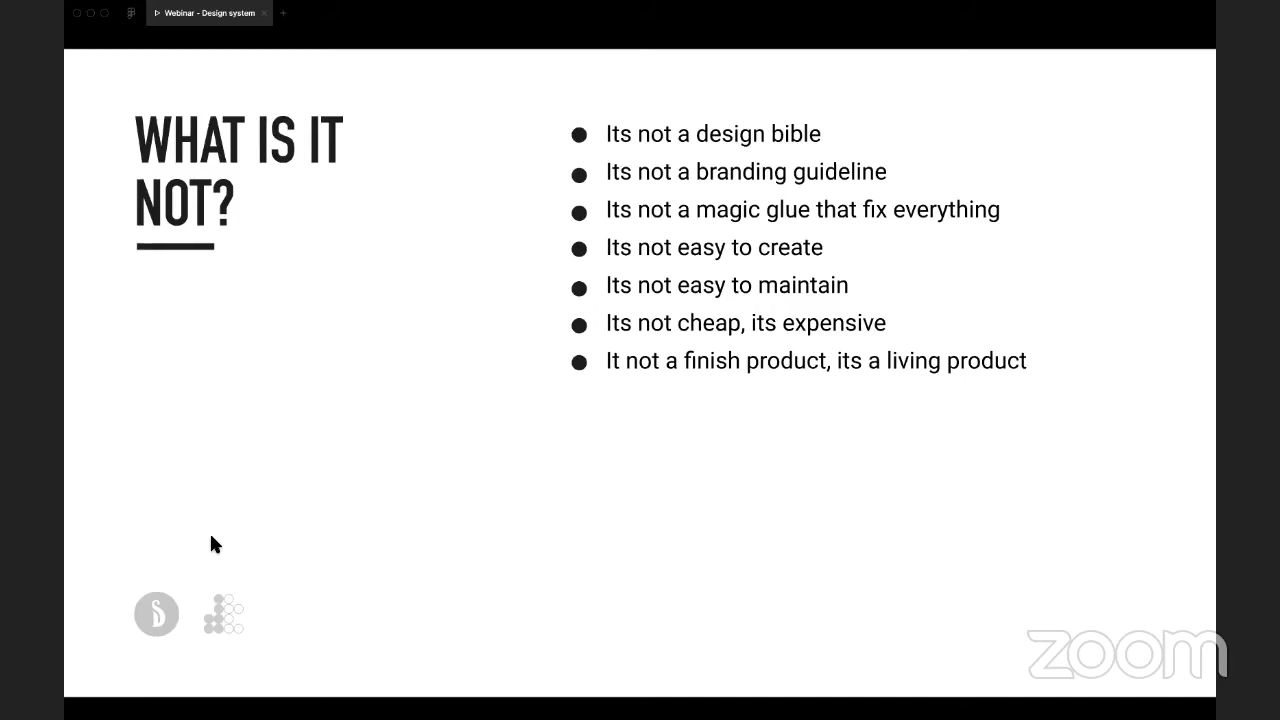 Webinar - Design system
WHAT IS IT
NOT?
Its not a design bible
Its not a branding guideline
Its not a magic glue that fix everything
Its not easy to create
Its not easy to maintain
Its not cheap, its expensive
It not a finish product, its a living product
zoom